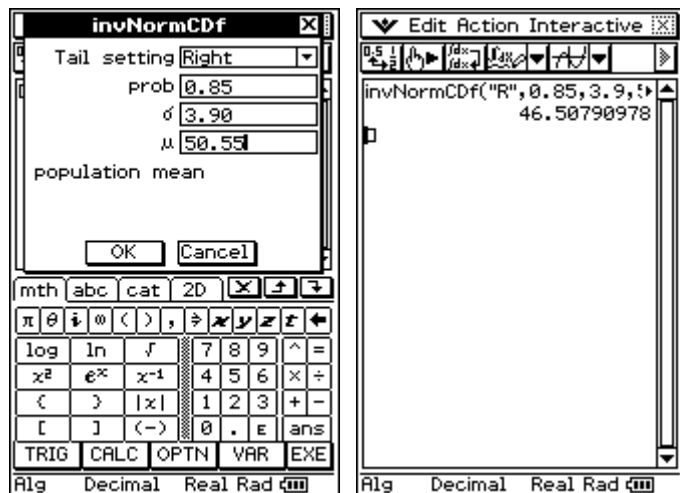 invNormCDf
Tail setting Right
prob 0.85
σ 3.90
μ 50.55
population mean
OK Cancel
mth abc cat 2D
π θ i ∞ ( ) , ⇒ x y z t
log ln √ 7 8 9 ^ =
x² eˣ x⁻¹ 4 5 6 × ÷
( ) |x| 1 2 3 + −
[ ] (−) 0 . E ans
TRIG CALC OPTN VAR EXE
Alg Decimal Real Rad
Edit Action Interactive
invNormCDf("R",0.85,3.9,5
46.50790978
Alg Decimal Real Rad